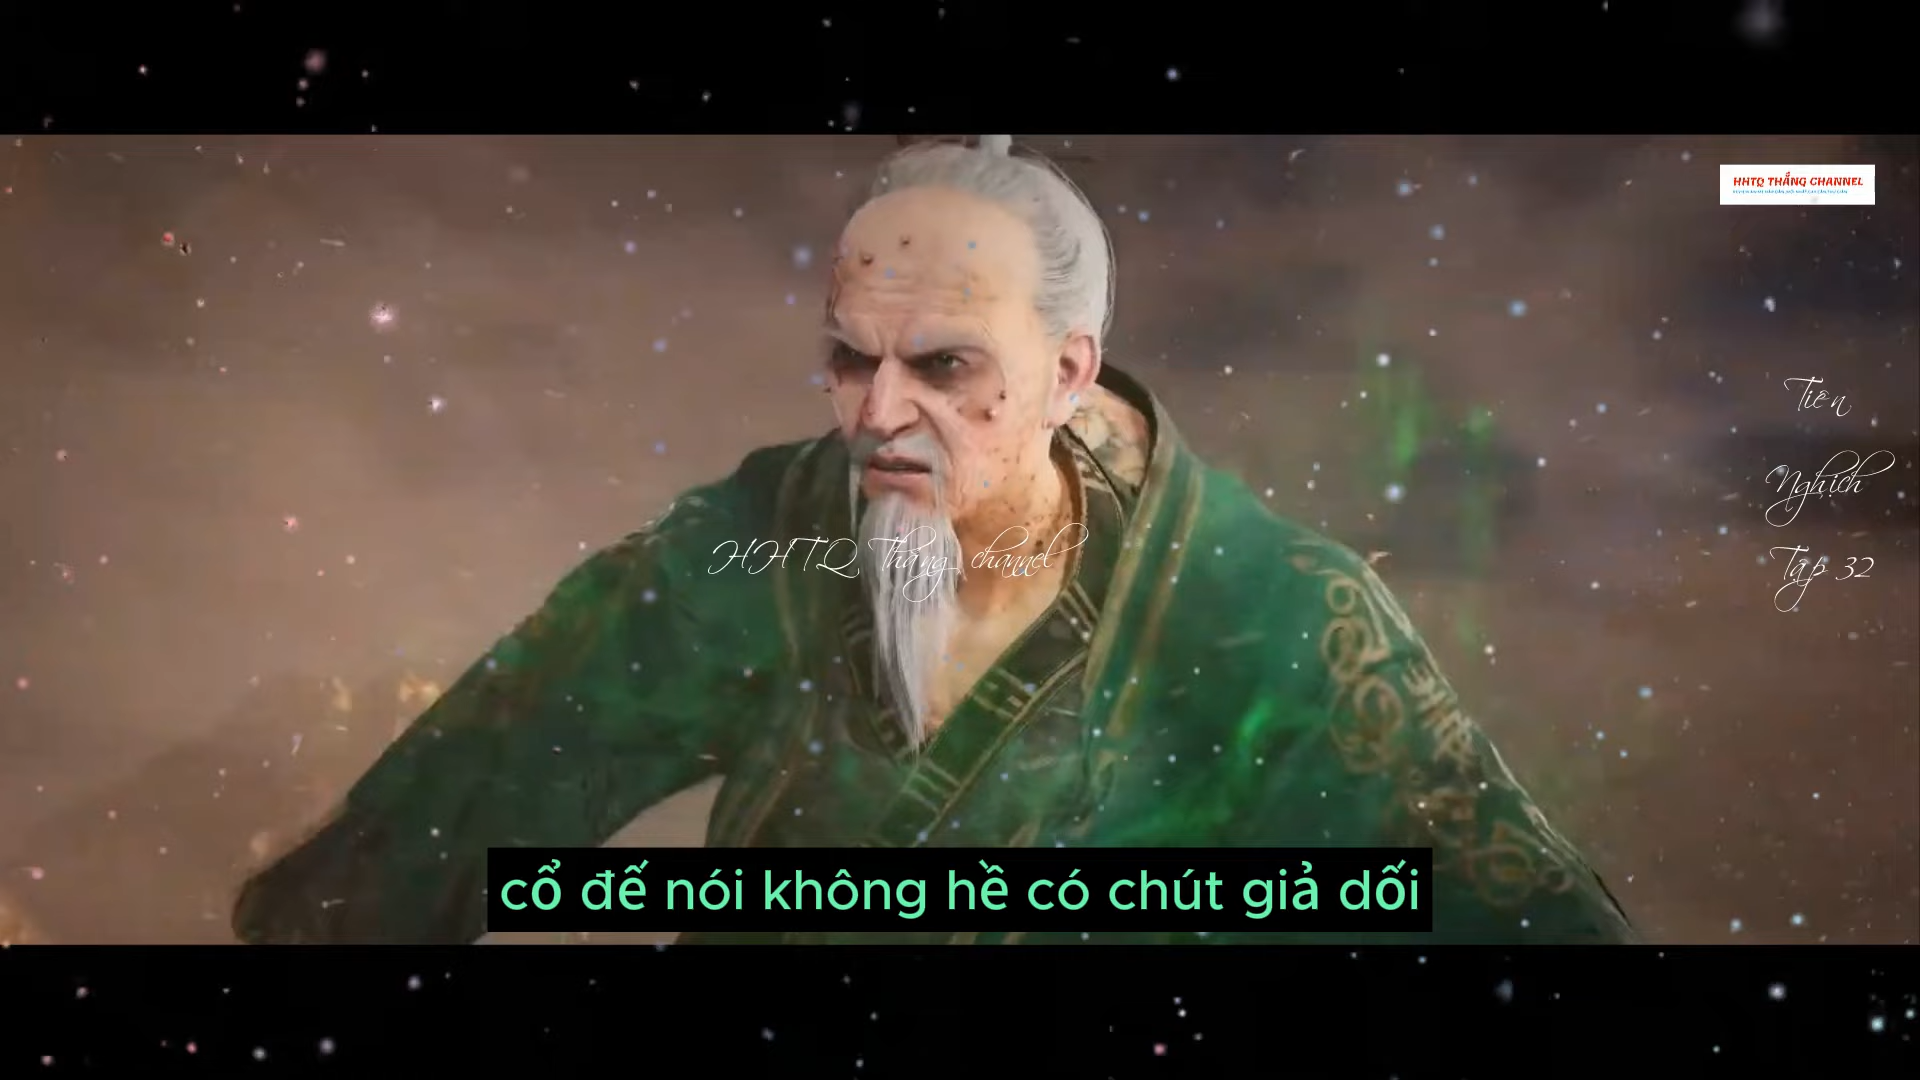 HHTQ THẮNG CHANNEL
Tiên
Nghịch
Tập 32
HHTQ Thắng channel
cổ đế nói không hề có chút giả dối